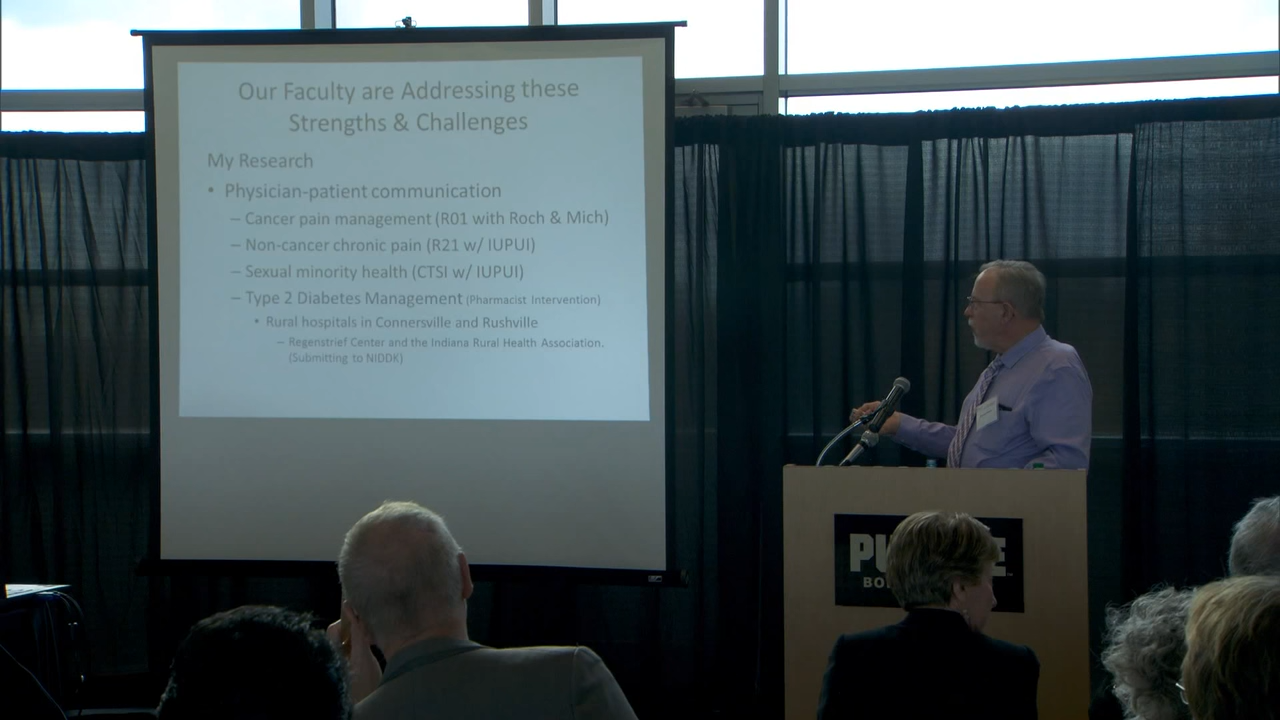 Our Faculty are Addressing these
Strengths & Challenges
My Research
• Physician-patient communication
– Cancer pain management (R01 with Roch & Mich)
– Non-cancer chronic pain (R21 w/ IUPUI)
– Sexual minority health (CTSI w/ IUPUI)
– Type 2 Diabetes Management (Pharmacist Intervention)
• Rural hospitals in Connersville and Rushville
– Regenstrief Center and the Indiana Rural Health Association.
(Submitting to NIDDK)